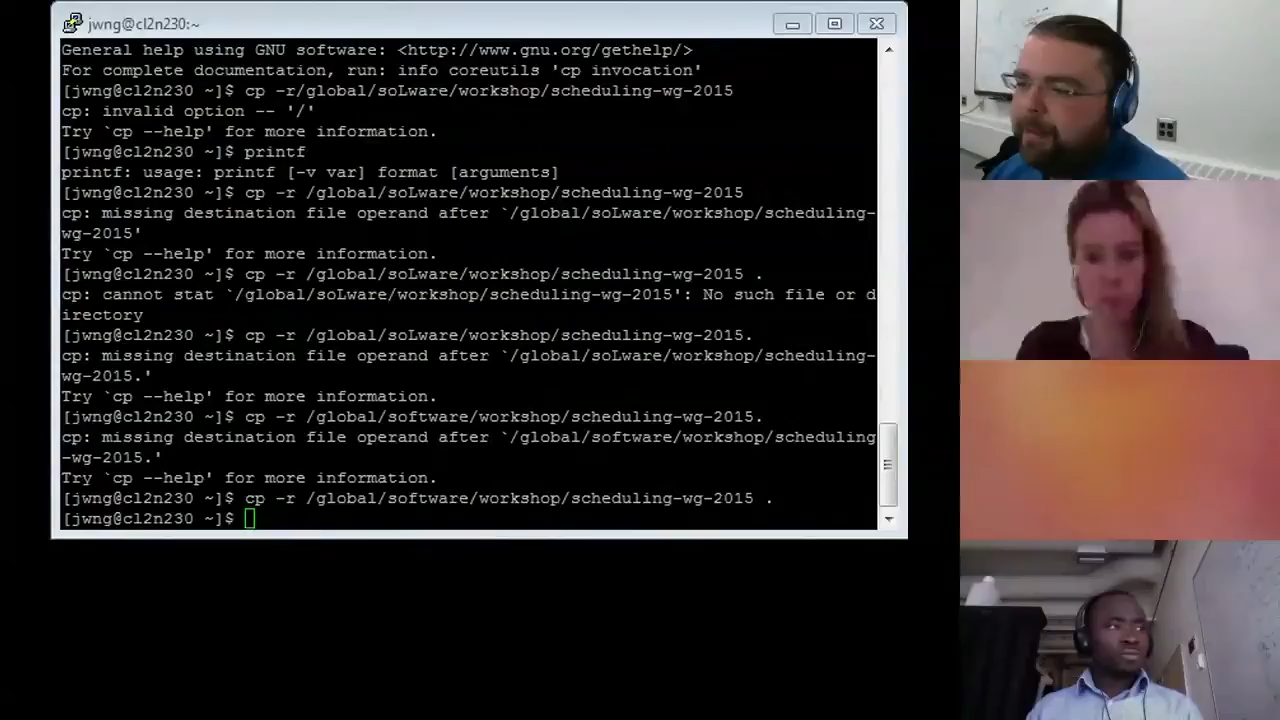 jwng@cl2n230:~
General help using GNU software: <http://www.gnu.org/gethelp/>
For complete documentation, run: info coreutils 'cp invocation'
[jwng@cl2n230 ~]$ cp -r/global/soLware/workshop/scheduling-wg-2015
cp: invalid option -- '/'
Try `cp --help' for more information.
[jwng@cl2n230 ~]$ printf
printf: usage: printf [-v var] format [arguments]
[jwng@cl2n230 ~]$ cp -r /global/soLware/workshop/scheduling-wg-2015
cp: missing destination file operand after `/global/soLware/workshop/scheduling-
wg-2015'
Try `cp --help' for more information.
[jwng@cl2n230 ~]$ cp -r /global/soLware/workshop/scheduling-wg-2015 .
cp: cannot stat `/global/soLware/workshop/scheduling-wg-2015': No such file or d
irectory
[jwng@cl2n230 ~]$ cp -r /global/soLware/workshop/scheduling-wg-2015.
cp: missing destination file operand after `/global/soLware/workshop/scheduling-
wg-2015.'
Try `cp --help' for more information.
[jwng@cl2n230 ~]$ cp -r /global/software/workshop/scheduling-wg-2015.
cp: missing destination file operand after `/global/software/workshop/scheduling
-wg-2015.'
Try `cp --help' for more information.
[jwng@cl2n230 ~]$ cp -r /global/software/workshop/scheduling-wg-2015 .
[jwng@cl2n230 ~]$